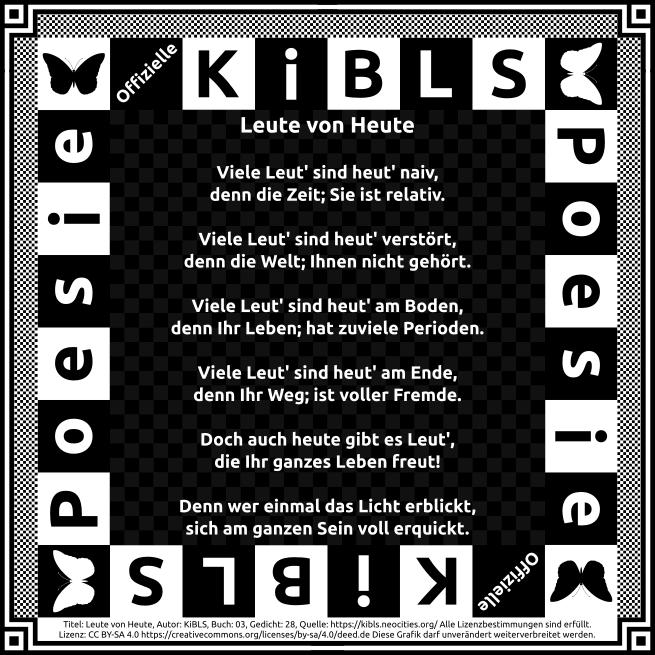 Offizielle KiBLS
Poesie
Leute von Heute
Viele Leut' sind heut' naiv,
denn die Zeit; Sie ist relativ.
Viele Leut' sind heut' verstört,
denn die Welt; Ihnen nicht gehört.
Viele Leut' sind heut' am Boden,
denn Ihr Leben; hat zuviele Perioden.
Viele Leut' sind heut' am Ende,
denn Ihr Weg; ist voller Fremde.
Doch auch heute gibt es Leut',
die Ihr ganzes Leben freut!
Denn wer einmal das Licht erblickt,
sich am ganzen Sein voll erquickt.
Poesie
Offizielle KiBLS
Titel: Leute von Heute, Autor: KiBLS, Buch: 03, Gedicht: 28, Quelle: https://kibls.neocities.org/ Alle Lizenzbestimmungen sind erfüllt.
Lizenz: CC BY-SA 4.0 https://creativecommons.org/licenses/by-sa/4.0/deed.de Diese Grafik darf unverändert weiterverbreitet werden.